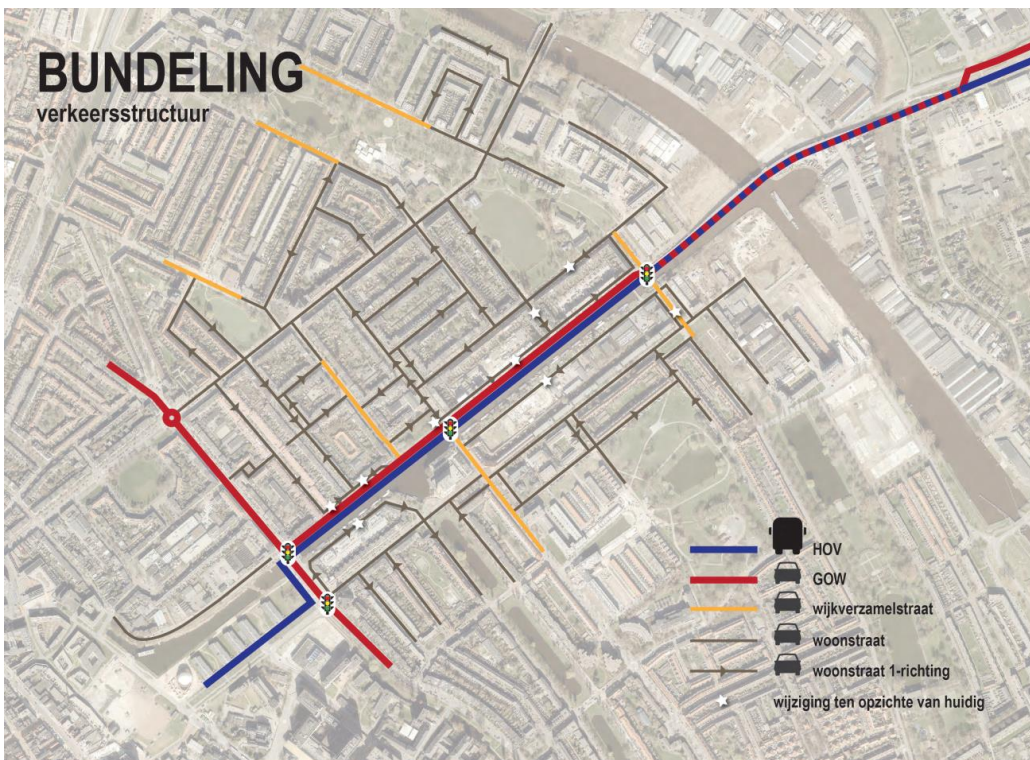 BUNDELING
verkeersstructuur
HOV
GOW
wijkverzamelstraat
woonstraat
woonstraat 1-richting
wijziging ten opzichte van huidig